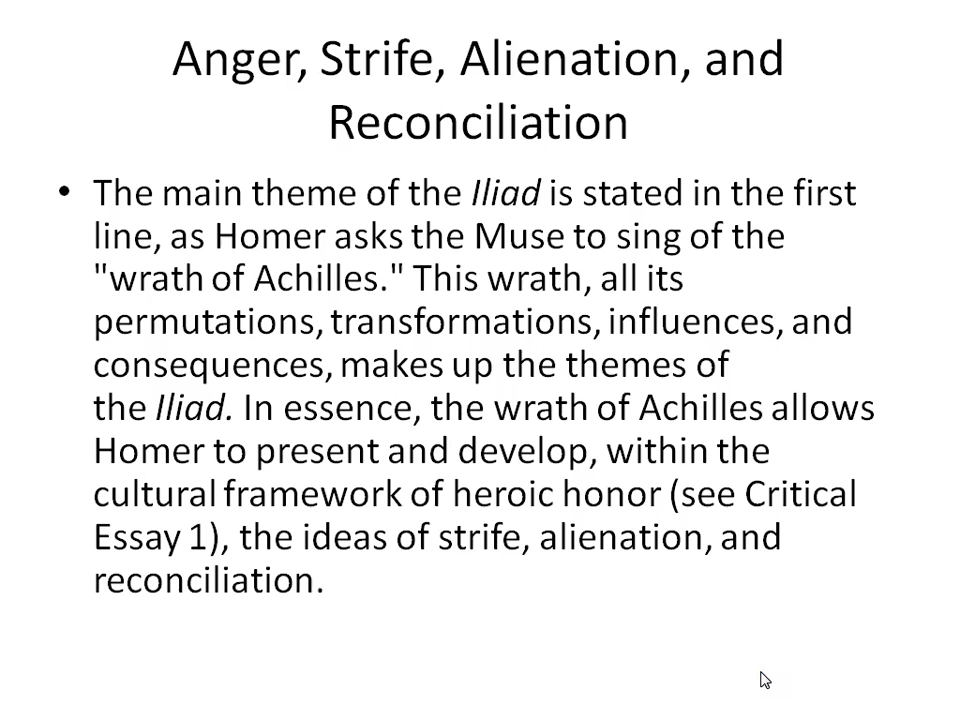 Anger, Strife, Alienation, and
Reconciliation
• The main theme of the Iliad is stated in the first
line, as Homer asks the Muse to sing of the
"wrath of Achilles." This wrath, all its
permutations, transformations, influences, and
consequences, makes up the themes of
the Iliad. In essence, the wrath of Achilles allows
Homer to present and develop, within the
cultural framework of heroic honor (see Critical
Essay 1), the ideas of strife, alienation, and
reconciliation.